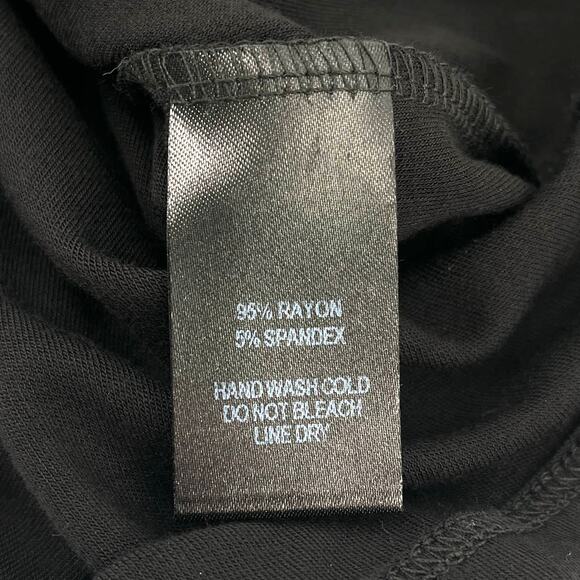 95% RAYON
5% SPANDEX
HAND WASH COLD
DO NOT BLEACH
LINE DRY